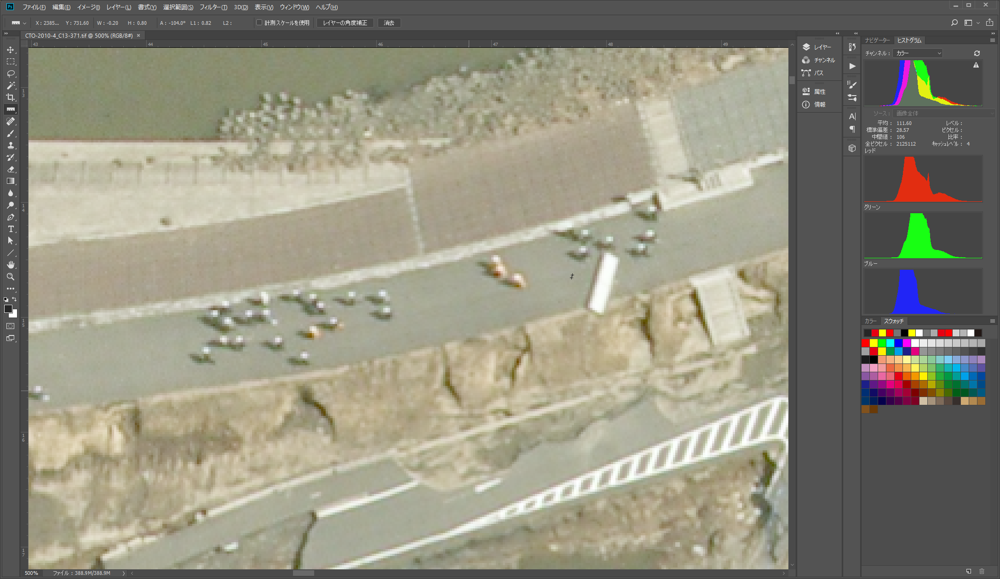 Ps ファイル(F) 編集(E) イメージ(I) レイヤー(L) 書式(Y) 選択範囲(S) フィルター(T) 3D(D) 表示(V) ウィンドウ(W) ヘルプ(H)
X : 2385... Y : 731.60 W : -0.20 H : 0.80 A : -104.0° L1 : 0.82 L2 : 計測スケールを使用 レイヤーの角度補正 消去
CTO-2010-4_C13-371.tif @ 500% (RGB/8#) ×
43 44 45 46 47 48 49
13
14
15
16
17
レイヤー
チャンネル
パス
属性
情報
ナビゲーター ヒストグラム
チャンネル : カラー
ソース : 画像全体
平均 : 111.60 レベル :
標準偏差 : 28.57 ピクセル :
中間値 : 106 比率 :
全ピクセル : 2125112 キャッシュレベル : 4
レッド
グリーン
ブルー
カラー スウォッチ
500% ファイル : 388.9M/388.9M